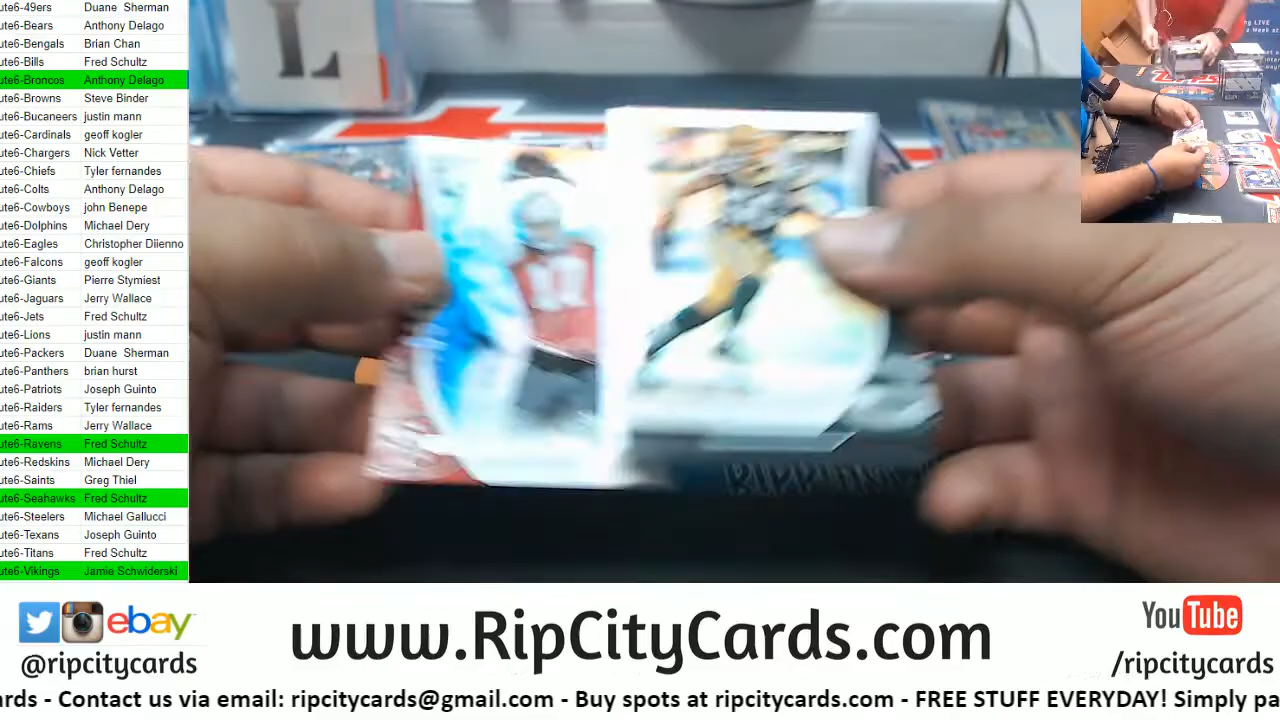 ute6-49ers Duane Sherman
ute6-Bears Anthony Delago
ute6-Bengals Brian Chan
ute6-Bills Fred Schultz
ute6-Broncos Anthony Delago
ute6-Browns Steve Binder
ute6-Bucaneers justin mann
ute6-Cardinals geoff kogler
ute6-Chargers Nick Vetter
ute6-Chiefs Tyler fernandes
ute6-Colts Anthony Delago
ute6-Cowboys john Benepe
ute6-Dolphins Michael Dery
ute6-Eagles Christopher Diienno
ute6-Falcons geoff kogler
ute6-Giants Pierre Stymiest
ute6-Jaguars Jerry Wallace
ute6-Jets Fred Schultz
ute6-Lions justin mann
ute6-Packers Duane Sherman
ute6-Panthers brian hurst
ute6-Patriots Joseph Guinto
ute6-Raiders Tyler fernandes
ute6-Rams Jerry Wallace
ute6-Ravens Fred Schultz
ute6-Redskins Michael Dery
ute6-Saints Greg Thiel
ute6-Seahawks Fred Schultz
ute6-Steelers Michael Gallucci
ute6-Texans Joseph Guinto
ute6-Titans Fred Schultz
ute6-Vikings Jamie Schwiderski
L
ebay
@ripcitycards
www.RipCityCards.com
YouTube
/ripcitycards
ards - Contact us via email: ripcitycards@gmail.com - Buy spots at ripcitycards.com - FREE STUFF EVERYDAY! Simply pa